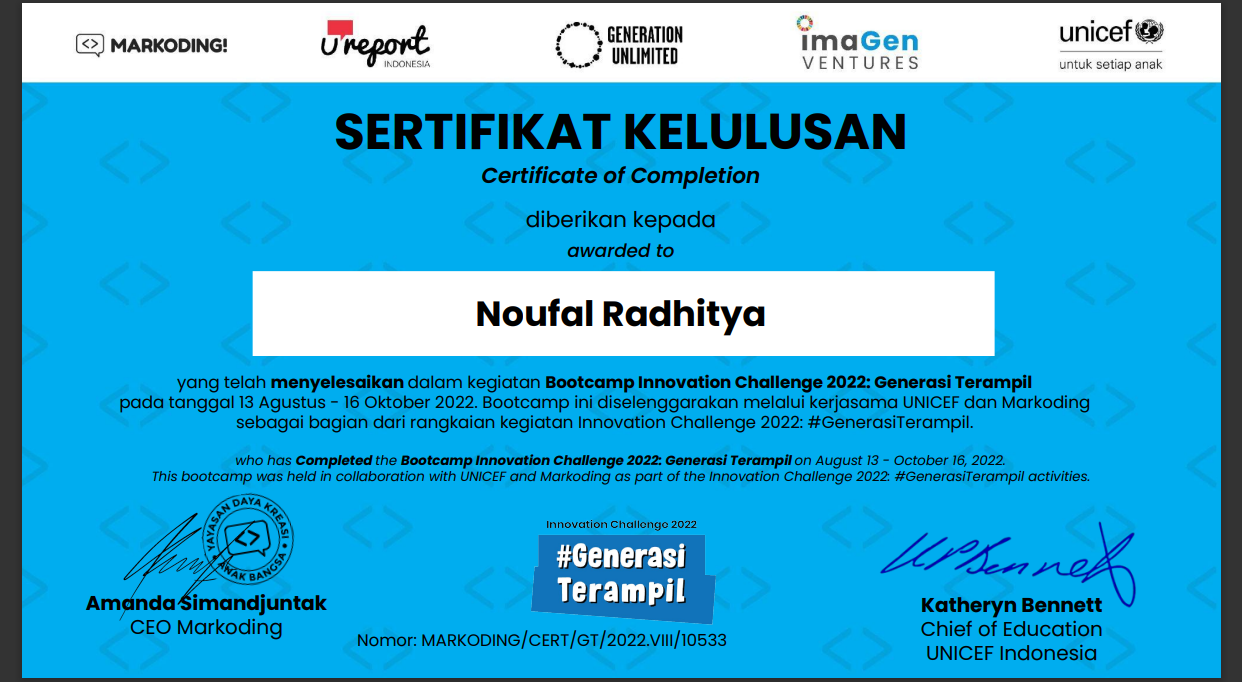 MARKODING!
U report
INDONESIA
GENERATION
UNLIMITED
imaGen
VENTURES
unicef
untuk setiap anak
SERTIFIKAT KELULUSAN
Certificate of Completion
diberikan kepada
awarded to
Noufal Radhitya
yang telah menyelesaikan dalam kegiatan Bootcamp Innovation Challenge 2022: Generasi Terampil
pada tanggal 13 Agustus - 16 Oktober 2022. Bootcamp ini diselenggarakan melalui kerjasama UNICEF dan Markoding
sebagai bagian dari rangkaian kegiatan Innovation Challenge 2022: #GenerasiTerampil.
who has Completed the Bootcamp Innovation Challenge 2022: Generasi Terampil on August 13 - October 16, 2022.
This bootcamp was held in collaboration with UNICEF and Markoding as part of the Innovation Challenge 2022: #GenerasiTerampil activities.
YAYASAN DAYA KREASI
ANAK BANGSA
Amanda Simandjuntak
CEO Markoding
Innovation Challenge 2022
#Generasi
Terampil
Nomor: MARKODING/CERT/GT/2022.VIII/10533
KPBennett
Katheryn Bennett
Chief of Education
UNICEF Indonesia